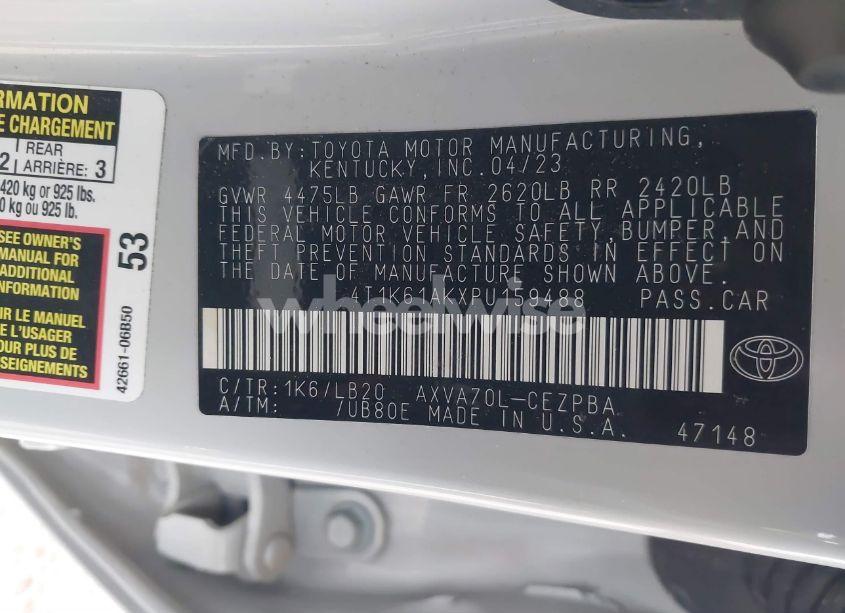 RMATION
E CHARGEMENT
REAR
2 ARRIÈRE: 3
420 kg or 925 lbs.
0 kg ou 925 lb.
SEE OWNER'S
MANUAL FOR
ADDITIONAL
INFORMATION
IR LE MANUEL
E L'USAGER
POUR PLUS DE
SEIGNEMENTS
53
42661-06B50
MFD.BY:TOYOTA MOTOR MANUFACTURING,
KENTUCKY, INC. 04/23
GVWR 4475LB GAWR FR 2620LB RR 2420LB
THIS VEHICLE CONFORMS TO ALL APPLICABLE
FEDERAL MOTOR VEHICLE SAFETY,BUMPER,AND
THEFT PREVENTION STANDARDS IN EFFECT ON
THE DATE OF MANUFACTURE SHOWN ABOVE.
4T1K61AKXPU159488 PASS.CAR
C/TR:1K6/LB20 AXVA70L-CEZPBA
A/TM: /UB80E MADE IN U.S.A.
47148
wheelwise